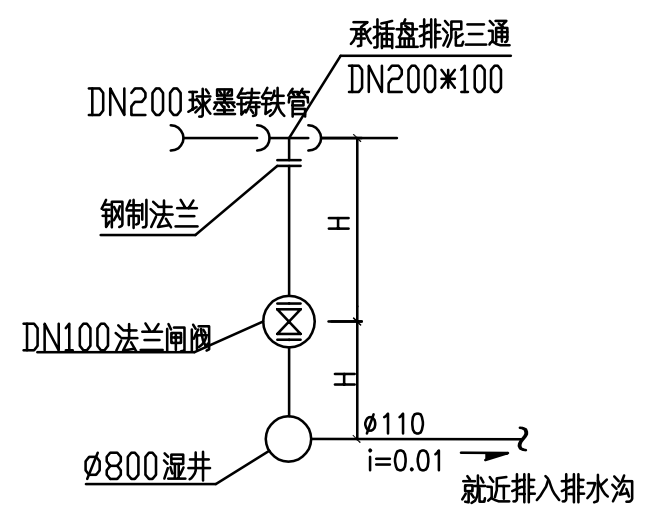 承插盘排泥三通
DN200*100
DN200球墨铸铁管
钢制法兰
H
DN100法兰闸阀
H
ø110
i=0.01
ø800湿井
就近排入排水沟